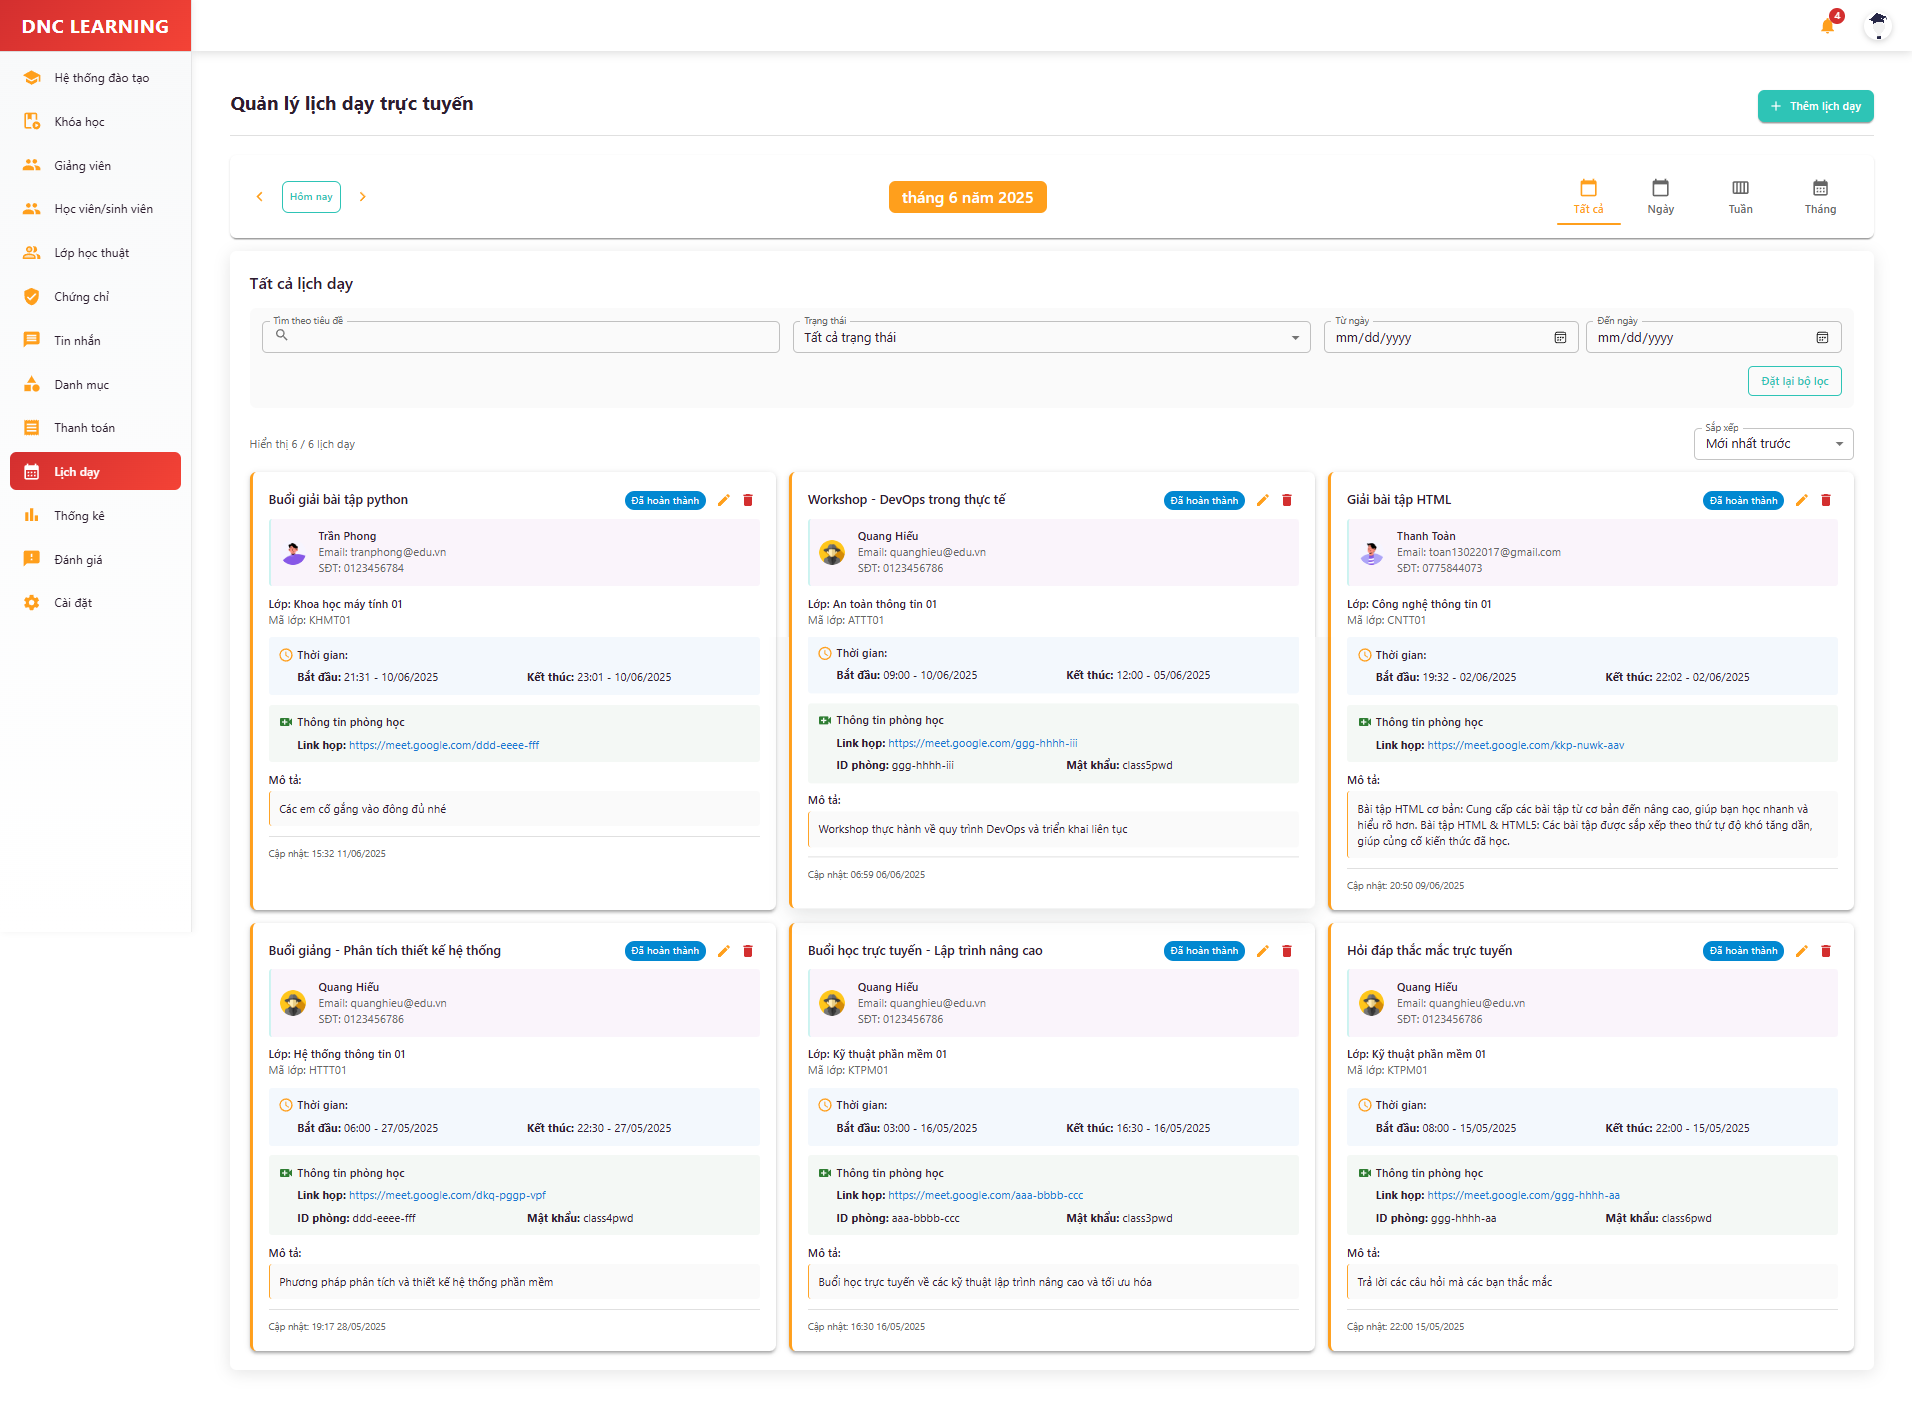 DNC LEARNING
4
Hệ thống đào tạo
Khóa học
Giảng viên
Học viên/sinh viên
Lớp học thuật
Chứng chỉ
Tin nhắn
Danh mục
Thanh toán
Lịch dạy
Thống kê
Đánh giá
Cài đặt
Quản lý lịch dạy trực tuyến
+ Thêm lịch dạy
Hôm nay
tháng 6 năm 2025
Tất cả
Ngày
Tuần
Tháng
Tất cả lịch dạy
Tìm theo tiêu đề
Trạng thái
Tất cả trạng thái
Từ ngày
mm/dd/yyyy
Đến ngày
mm/dd/yyyy
Đặt lại bộ lọc
Hiển thị 6 / 6 lịch dạy
Sắp xếp
Mới nhất trước
Buổi giải bài tập python
Đã hoàn thành
Trần Phong
Email: tranphong@edu.vn
SĐT: 0123456784
Lớp: Khoa học máy tính 01
Mã lớp: KHMT01
Thời gian:
Bắt đầu: 21:31 - 10/06/2025
Kết thúc: 23:01 - 10/06/2025
Thông tin phòng học
Link họp: https://meet.google.com/ddd-eeee-fff
Mô tả:
Các em cố gắng vào đông đủ nhé
Cập nhật: 15:32 11/06/2025
Workshop - DevOps trong thực tế
Đã hoàn thành
Quang Hiếu
Email: quanghieu@edu.vn
SĐT: 0123456786
Lớp: An toàn thông tin 01
Mã lớp: ATTT01
Thời gian:
Bắt đầu: 09:00 - 10/06/2025
Kết thúc: 12:00 - 05/06/2025
Thông tin phòng học
Link họp: https://meet.google.com/ggg-hhhh-iii
ID phòng: ggg-hhhh-iii
Mật khẩu: class5pwd
Mô tả:
Workshop thực hành về quy trình DevOps và triển khai liên tục
Cập nhật: 06:59 06/06/2025
Giải bài tập HTML
Đã hoàn thành
Thanh Toàn
Email: toan13022017@gmail.com
SĐT: 0775844073
Lớp: Công nghệ thông tin 01
Mã lớp: CNTT01
Thời gian:
Bắt đầu: 19:32 - 02/06/2025
Kết thúc: 22:02 - 02/06/2025
Thông tin phòng học
Link họp: https://meet.google.com/kkp-nuwk-aav
Mô tả:
Bài tập HTML cơ bản: Cung cấp các bài tập từ cơ bản đến nâng cao, giúp bạn học nhanh và
hiểu rõ hơn. Bài tập HTML & HTML5: Các bài tập được sắp xếp theo thứ tự độ khó tăng dần,
giúp củng cố kiến thức đã học.
Cập nhật: 20:50 09/06/2025
Buổi giảng - Phân tích thiết kế hệ thống
Đã hoàn thành
Quang Hiếu
Email: quanghieu@edu.vn
SĐT: 0123456786
Lớp: Hệ thống thông tin 01
Mã lớp: HTTT01
Thời gian:
Bắt đầu: 06:00 - 27/05/2025
Kết thúc: 22:30 - 27/05/2025
Thông tin phòng học
Link họp: https://meet.google.com/dkq-pggp-vpf
ID phòng: ddd-eeee-fff
Mật khẩu: class4pwd
Mô tả:
Phương pháp phân tích và thiết kế hệ thống phần mềm
Cập nhật: 19:17 28/05/2025
Buổi học trực tuyến - Lập trình nâng cao
Đã hoàn thành
Quang Hiếu
Email: quanghieu@edu.vn
SĐT: 0123456786
Lớp: Kỹ thuật phần mềm 01
Mã lớp: KTPM01
Thời gian:
Bắt đầu: 03:00 - 16/05/2025
Kết thúc: 16:30 - 16/05/2025
Thông tin phòng học
Link họp: https://meet.google.com/aaa-bbbb-ccc
ID phòng: aaa-bbbb-ccc
Mật khẩu: class3pwd
Mô tả:
Buổi học trực tuyến về các kỹ thuật lập trình nâng cao và tối ưu hóa
Cập nhật: 16:30 16/05/2025
Hỏi đáp thắc mắc trực tuyến
Đã hoàn thành
Quang Hiếu
Email: quanghieu@edu.vn
SĐT: 0123456786
Lớp: Kỹ thuật phần mềm 01
Mã lớp: KTPM01
Thời gian:
Bắt đầu: 08:00 - 15/05/2025
Kết thúc: 22:00 - 15/05/2025
Thông tin phòng học
Link họp: https://meet.google.com/ggg-hhhh-aa
ID phòng: ggg-hhhh-aa
Mật khẩu: class6pwd
Mô tả:
Trả lời các câu hỏi mà các bạn thắc mắc
Cập nhật: 22:00 15/05/2025